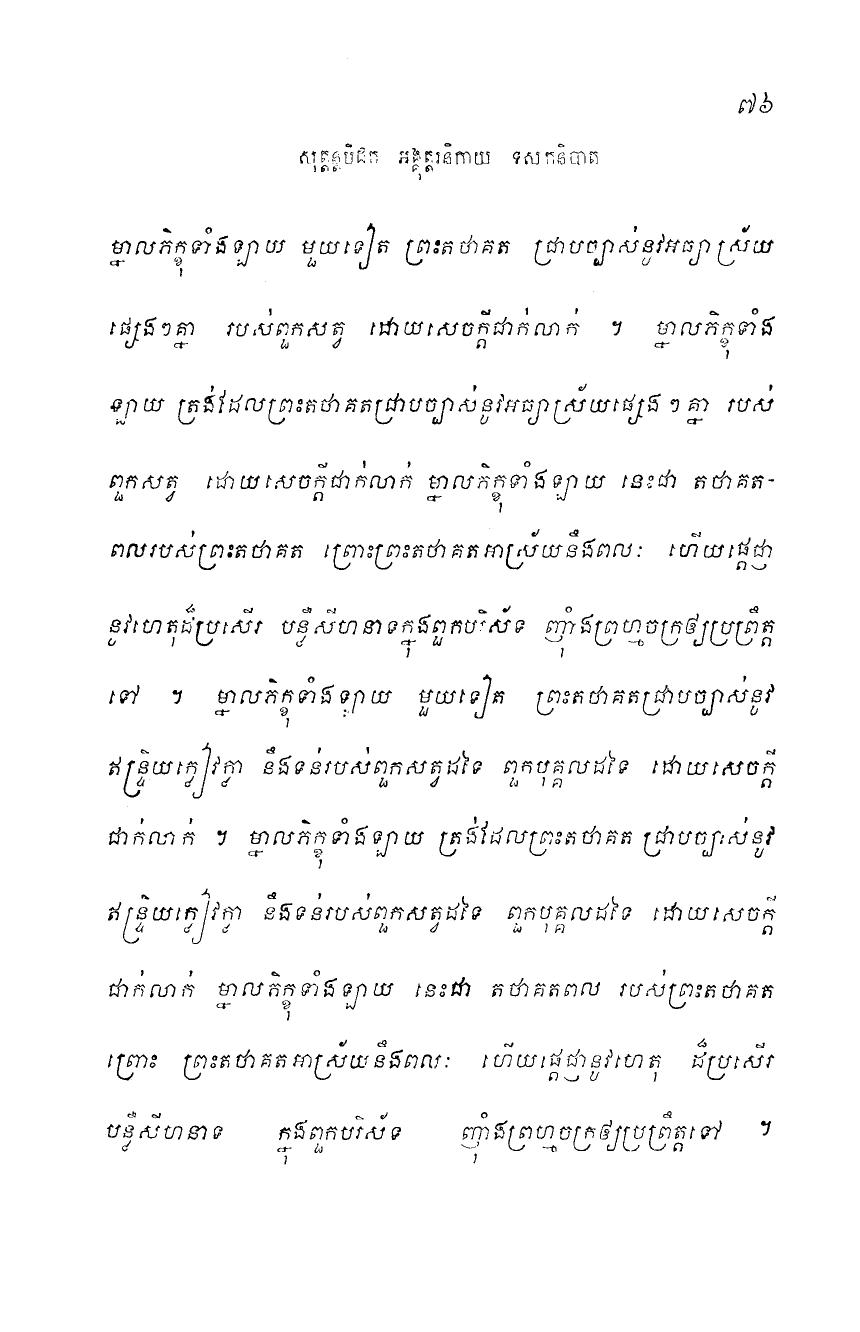 ៧៦
សុត្តន្តបិដក អង្គុត្តរនិកាយ ទសកនិបាត
ម្នាលភិក្ខុទាំងឡាយ មួយទៀត ព្រះតថាគត ជ្រាបច្បាស់នូវអធ្យាស្រ័យ
ផ្សេងៗគ្នា របស់ពួកសត្វ ដោយសេចក្តីជាក់លាក់ ។ ម្នាលភិក្ខុទាំង
ឡាយ ត្រង់ដែលព្រះតថាគតជ្រាបច្បាស់នូវអធ្យាស្រ័យផ្សេង ៗ គ្នា របស់
ពួកសត្វ ដោយសេចក្តីជាក់លាក់ ម្នាលភិក្ខុទាំងឡាយ នេះជា តថាគត-
ពលរបស់ព្រះតថាគត ព្រោះព្រះតថាគតអាស្រ័យនឹងពលៈ ហើយផ្តេជ្ញា
នូវហេតុដ៏ប្រសើរ បន្លឺសីហនាទក្នុងពួកបរិស័ទ ញុំាងព្រហ្មចក្រឲ្យប្រព្រឹត្ត
ទៅ ។ ម្នាលភិក្ខុទាំងឡាយ មួយទៀត ព្រះតថាគតជ្រាបច្បាស់នូវ
ឥន្ទ្រិយក្លៀវក្លា នឹងទន់របស់ពួកសត្វដទៃ ពួកបុគ្គលដទៃ ដោយសេចក្តី
ជាក់លាក់ ។ ម្នាលភិក្ខុទាំងឡាយ ត្រង់ដែលព្រះតថាគត ជ្រាបច្បាស់នូវ
ឥន្ទ្រិយក្លៀវក្លា នឹងទន់របស់ពួកសត្វដទៃ ពួកបុគ្គលដទៃ ដោយសេចក្តី
ជាក់លាក់ ម្នាលភិក្ខុទាំងឡាយ នេះជា តថាគតពល របស់ព្រះតថាគត
ព្រោះ ព្រះតថាគតអាស្រ័យនឹងពលៈ ហើយផ្តេជ្ញានូវហេតុ ដ៏ប្រសើរ
បន្លឺសីហនាទ ក្នុងពួកបរិស័ទ ញុំាងព្រហ្មចក្រឲ្យប្រព្រឹត្តទៅ ។